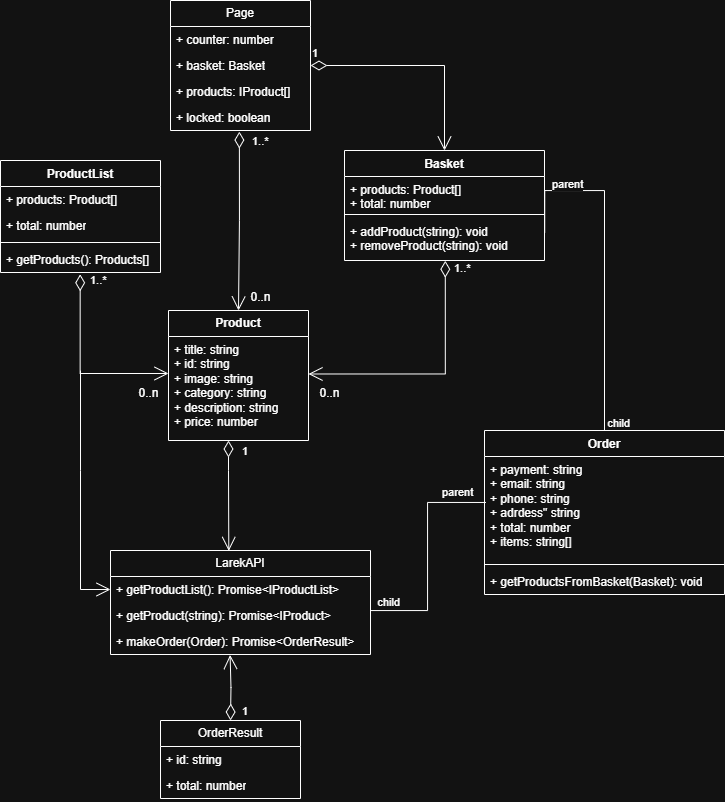 Page
+ counter: number
+ basket: Basket
+ products: IProduct[]
+ locked: boolean
1
1..*
ProductList
+ products: Product[]
+ total: number
+ getProducts(): Products[]
1..*
Basket
+ products: Product[]
+ total: number
+ addProduct(string): void
+ removeProduct(string): void
parent
1..*
0..n
Product
+ title: string
+ id: string
+ image: string
+ category: string
+ description: string
+ price: number
0..n
0..n
1
child
Order
+ payment: string
+ email: string
+ phone: string
+ adrdess" string
+ total: number
+ items: string[]
+ getProductsFromBasket(Basket): void
parent
LarekAPI
+ getProductList(): Promise<IProductList>
+ getProduct(string): Promise<IProduct>
+ makeOrder(Order): Promise<OrderResult>
child
1
OrderResult
+ id: string
+ total: number